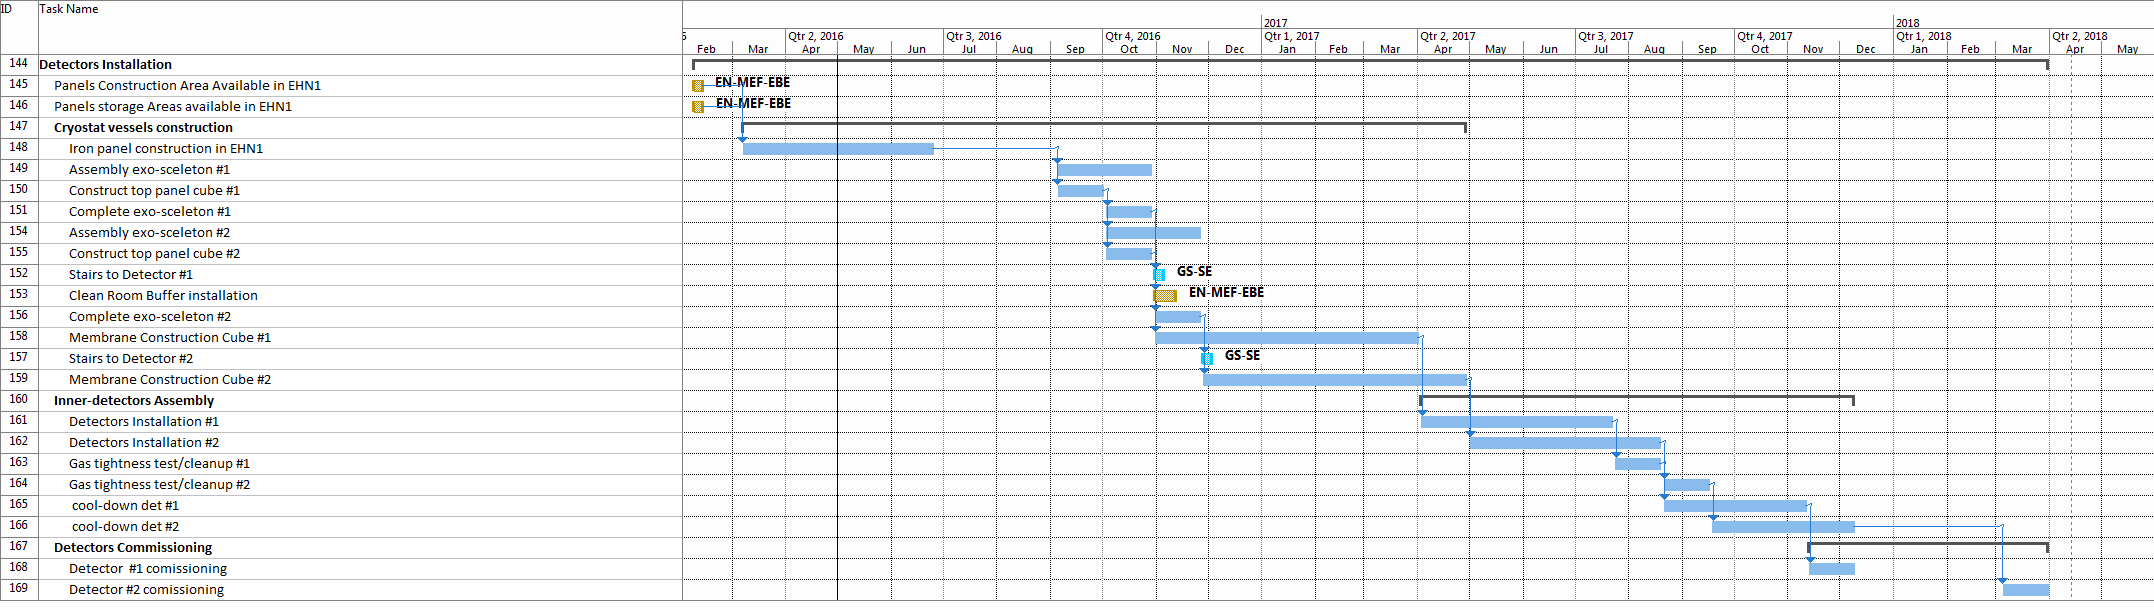 ID Task Name
2017 2018
5 Qtr 2, 2016 Qtr 3, 2016 Qtr 4, 2016 Qtr 1, 2017 Qtr 2, 2017 Qtr 3, 2017 Qtr 4, 2017 Qtr 1, 2018 Qtr 2, 2018
Feb Mar Apr May Jun Jul Aug Sep Oct Nov Dec Jan Feb Mar Apr May Jun Jul Aug Sep Oct Nov Dec Jan Feb Mar Apr May
144 Detectors Installation
145 Panels Construction Area Available in EHN1 EN-MEF-EBE
146 Panels storage Areas available in EHN1 EN-MEF-EBE
147 Cryostat vessels construction
148 Iron panel construction in EHN1
149 Assembly exo-sceleton #1
150 Construct top panel cube #1
151 Complete exo-sceleton #1
154 Assembly exo-sceleton #2
155 Construct top panel cube #2
152 Stairs to Detector #1 GS-SE
153 Clean Room Buffer installation EN-MEF-EBE
156 Complete exo-sceleton #2
158 Membrane Construction Cube #1
157 Stairs to Detector #2 GS-SE
159 Membrane Construction Cube #2
160 Inner-detectors Assembly
161 Detectors Installation #1
162 Detectors Installation #2
163 Gas tightness test/cleanup #1
164 Gas tightness test/cleanup #2
165 cool-down det #1
166 cool-down det #2
167 Detectors Commissioning
168 Detector #1 comissioning
169 Detector #2 comissioning